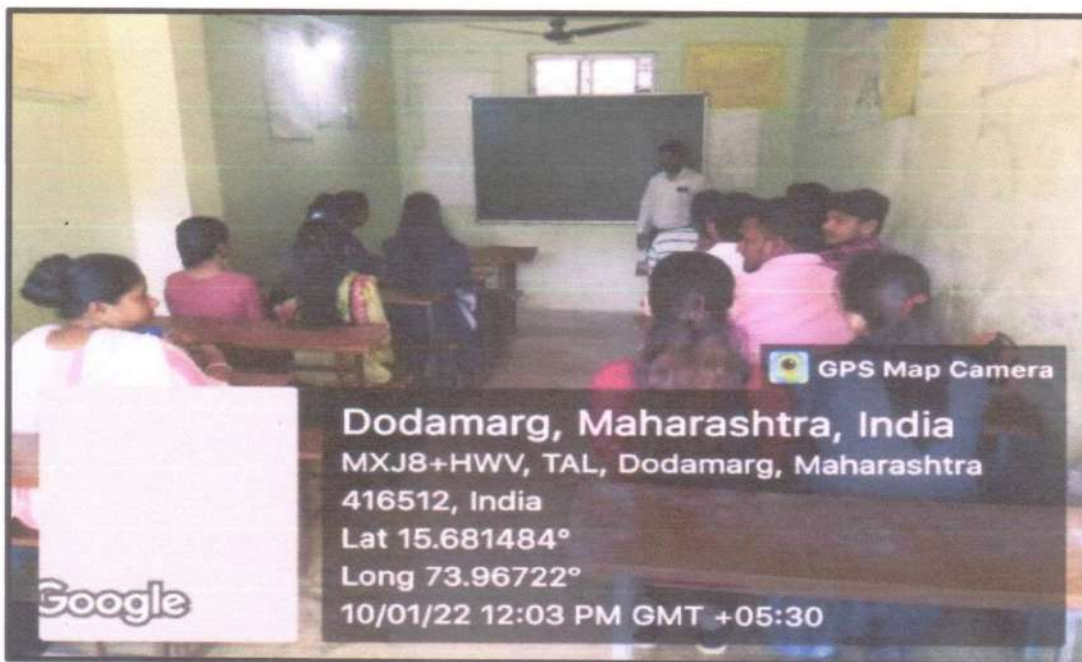 GPS Map Camera
Dodamarg, Maharashtra, India
MXJ8+HWV, TAL, Dodamarg, Maharashtra
416512, India
Lat 15.681484°
Long 73.96722°
10/01/22 12:03 PM GMT +05:30
Google